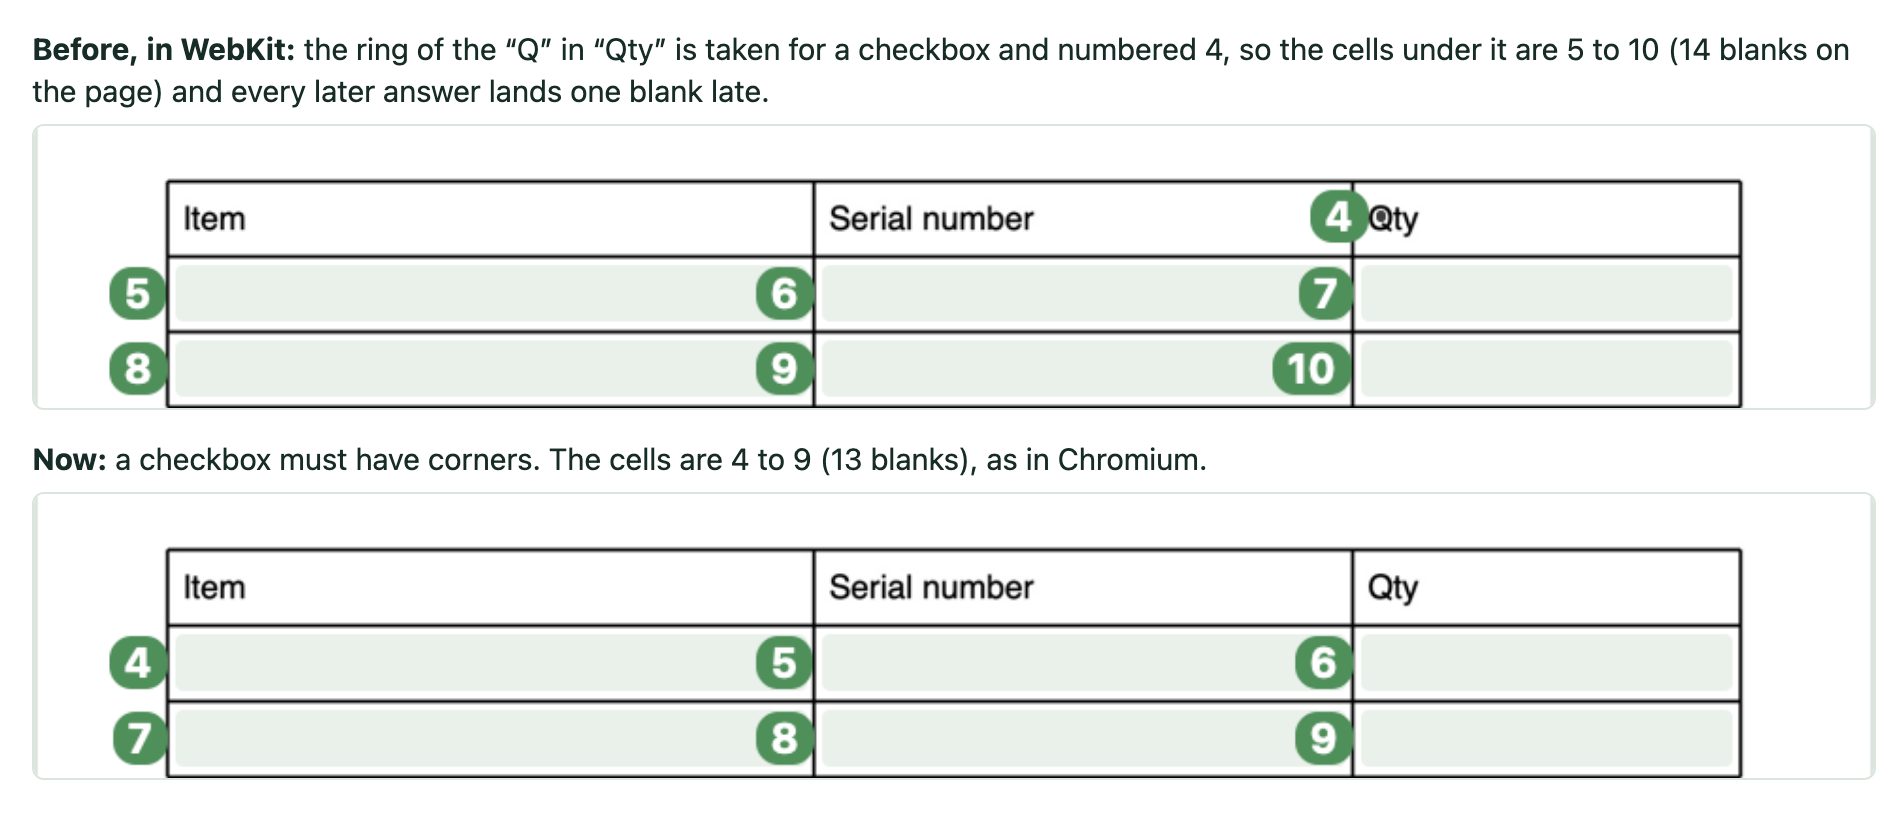 Before, in WebKit: the ring of the “Q” in “Qty” is taken for a checkbox and numbered 4, so the cells under it are 5 to 10 (14 blanks on
the page) and every later answer lands one blank late.
Item Serial number 4 Qty
5 6 7
8 9 10
Now: a checkbox must have corners. The cells are 4 to 9 (13 blanks), as in Chromium.
Item Serial number Qty
4 5 6
7 8 9